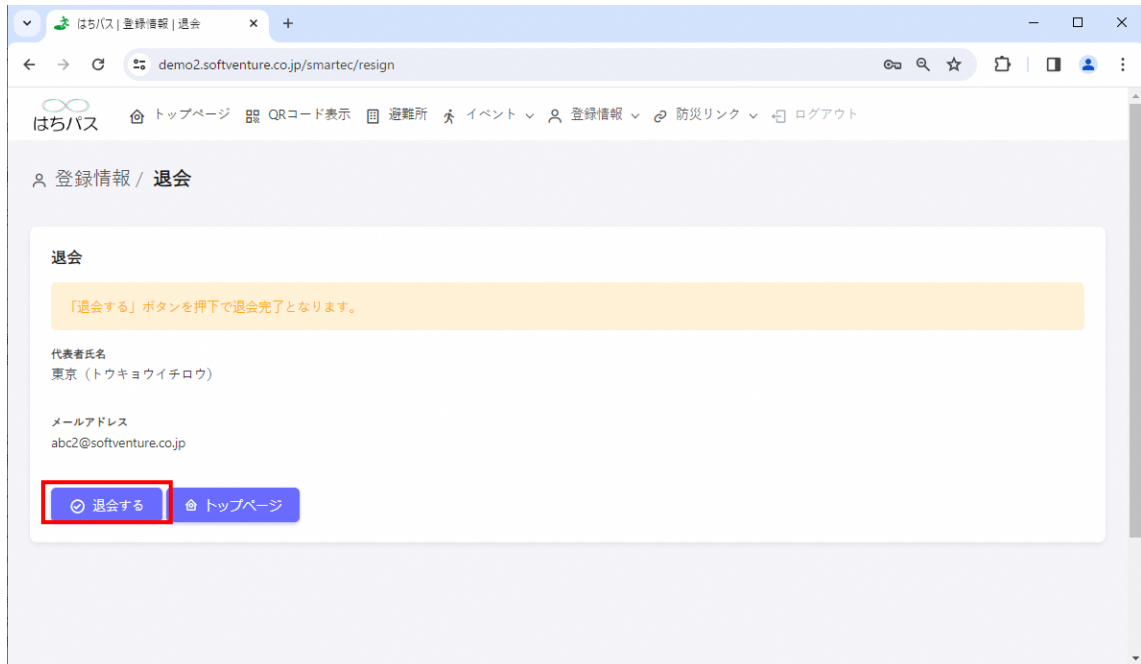 はちパス | 登録情報 | 退会
demo2.softventure.co.jp/smartec/resign
はちパス トップページ QRコード表示 避難所 イベント 登録情報 防災リンク ログアウト
登録情報 / 退会
退会
「退会する」ボタンを押下で退会完了となります。
代表者氏名
東京（トウキョウイチロウ）
メールアドレス
abc2@softventure.co.jp
退会する トップページ